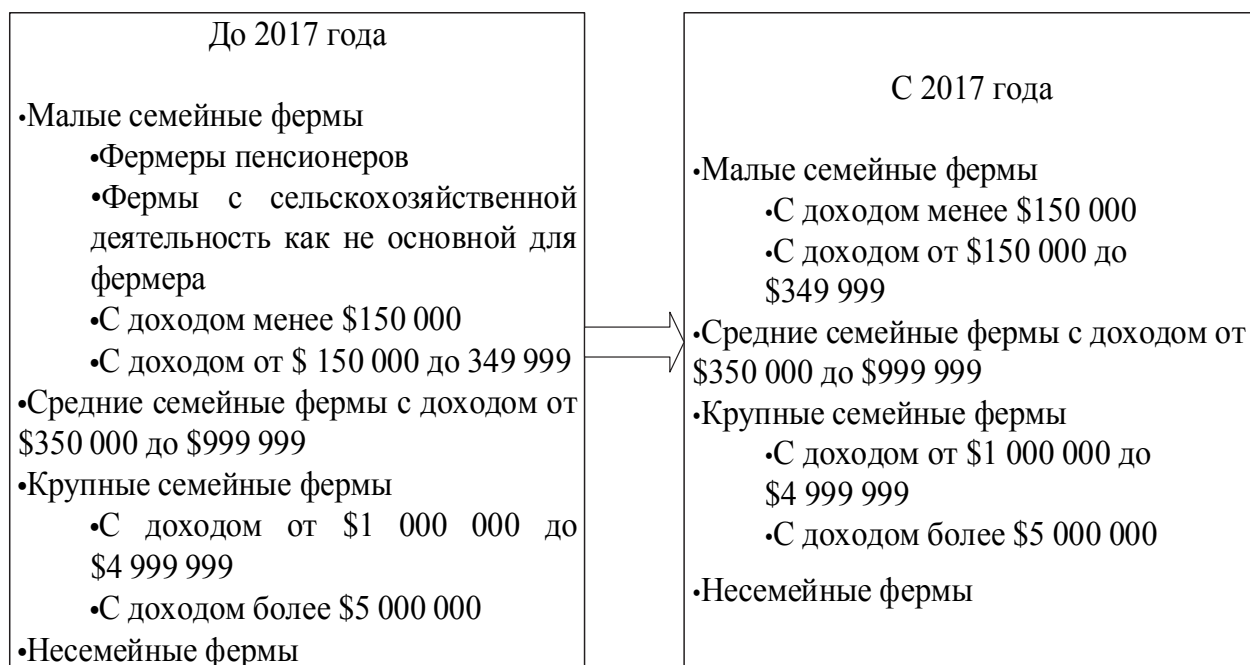 До 2017 года
•Малые семейные фермы
•Фермеры пенсионеров
•Фермы с сельскохозяйственной
деятельность как не основной для
фермера
•С доходом менее $150 000
•С доходом от $ 150 000 до 349 999
•Средние семейные фермы с доходом от
$350 000 до $999 999
•Крупные семейные фермы
•С доходом от $1 000 000 до
$4 999 999
•С доходом более $5 000 000
•Несемейные фермы
С 2017 года
•Малые семейные фермы
•С доходом менее $150 000
•С доходом от $150 000 до
$349 999
•Средние семейные фермы с доходом от
$350 000 до $999 999
•Крупные семейные фермы
•С доходом от $1 000 000 до
$4 999 999
•С доходом более $5 000 000
•Несемейные фермы